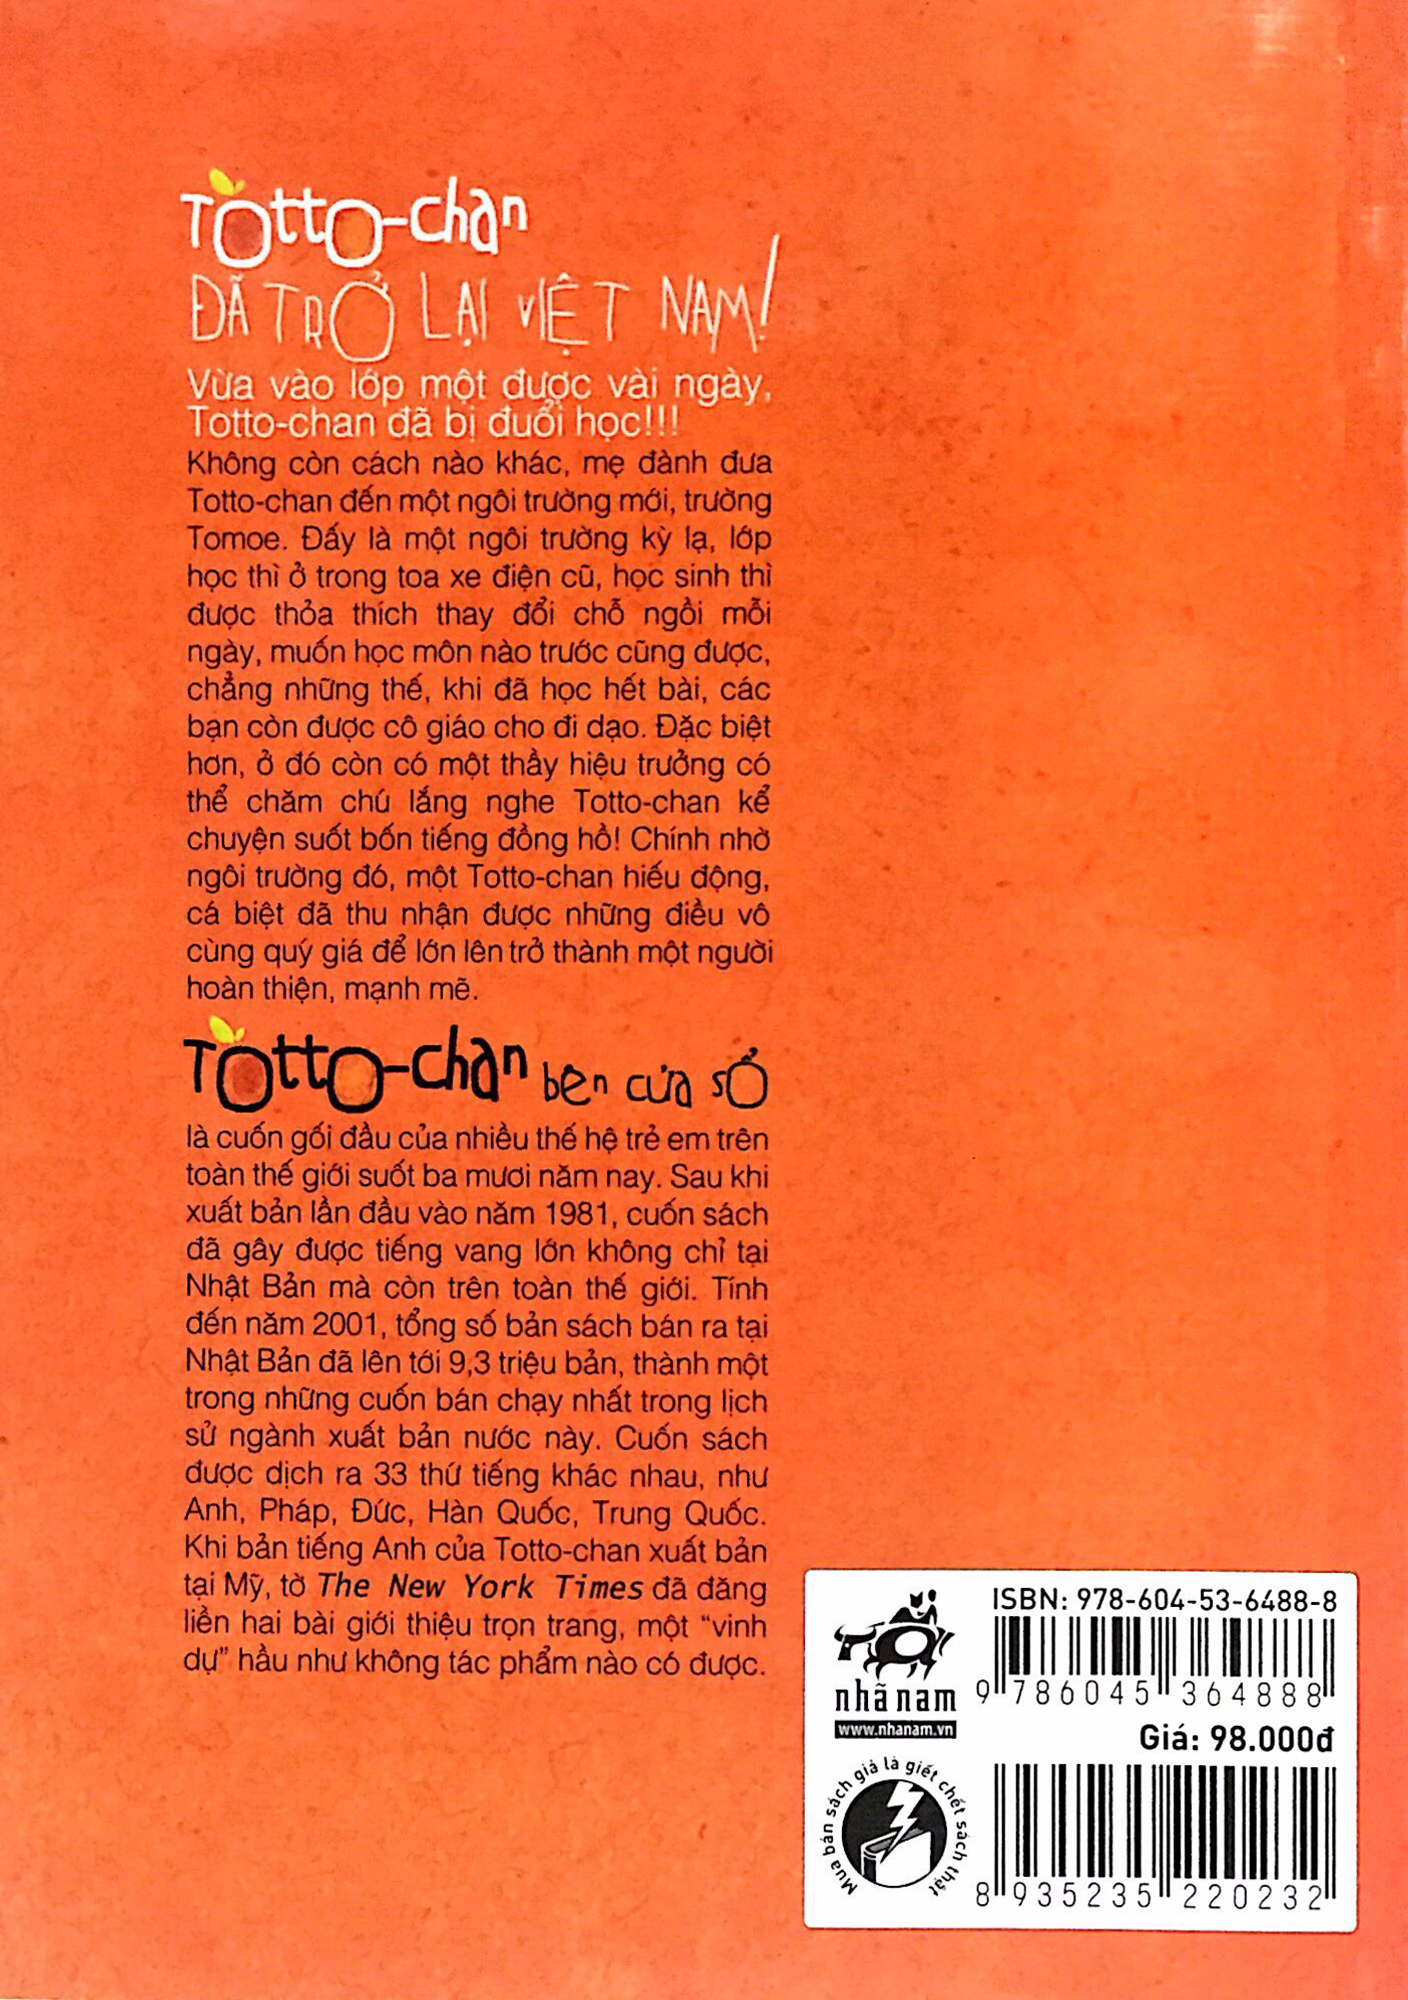 Totto-chan
ĐÃ TRỞ LẠI VIỆT NAM!
Vừa vào lớp một được vài ngày,
Totto-chan đã bị đuổi học!!!
Không còn cách nào khác, mẹ đành đưa
Totto-chan đến một ngôi trường mới, trường
Tomoe. Đấy là một ngôi trường kỳ lạ, lớp
học thì ở trong toa xe điện cũ, học sinh thì
được thỏa thích thay đổi chỗ ngồi mỗi
ngày, muốn học môn nào trước cũng được,
chẳng những thế, khi đã học hết bài, các
bạn còn được cô giáo cho đi dạo. Đặc biệt
hơn, ở đó còn có một thầy hiệu trưởng có
thể chăm chú lắng nghe Totto-chan kể
chuyện suốt bốn tiếng đồng hồ! Chính nhờ
ngôi trường đó, một Totto-chan hiếu động,
cá biệt đã thu nhận được những điều vô
cùng quý giá để lớn lên trở thành một người
hoàn thiện, mạnh mẽ.
Totto-chan bên cửa sổ
là cuốn gối đầu của nhiều thế hệ trẻ em trên
toàn thế giới suốt ba mươi năm nay. Sau khi
xuất bản lần đầu vào năm 1981, cuốn sách
đã gây được tiếng vang lớn không chỉ tại
Nhật Bản mà còn trên toàn thế giới. Tính
đến năm 2001, tổng số bản sách bán ra tại
Nhật Bản đã lên tới 9,3 triệu bản, thành một
trong những cuốn bán chạy nhất trong lịch
sử ngành xuất bản nước này. Cuốn sách
được dịch ra 33 thứ tiếng khác nhau, như
Anh, Pháp, Đức, Hàn Quốc, Trung Quốc.
Khi bản tiếng Anh của Totto-chan xuất bản
tại Mỹ, tờ The New York Times đã đăng
liền hai bài giới thiệu trọn trang, một "vinh
dự" hầu như không tác phẩm nào có được.
nhã nam
www.nhanam.vn
ISBN: 978-604-53-6488-8
9 786045 364888
Giá: 98.000đ
Mua bán sách giả là giết chết sách thật
8 935235 220232